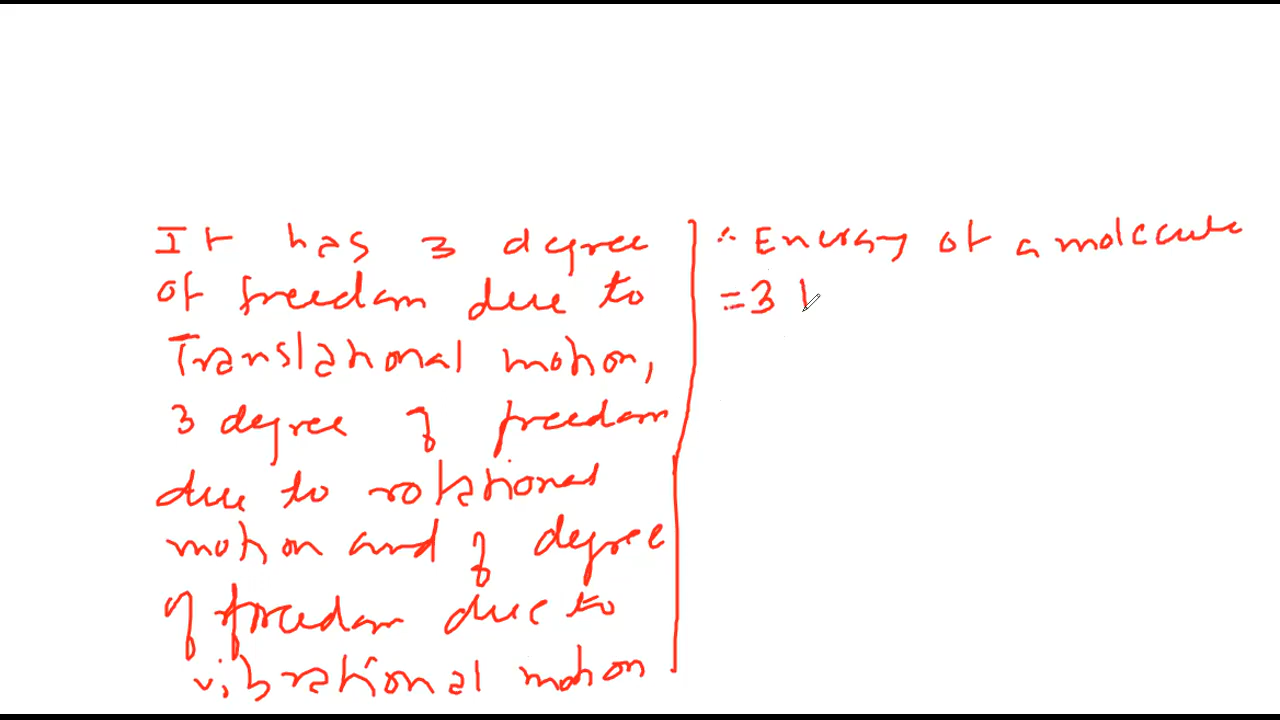 It has 3 degree
of freedom due to
Translational motion,
3 degree of freedom
due to rotational
motion and f degree
of freedom due to
vibrational motion
∴ Energy of a molecule
= 3